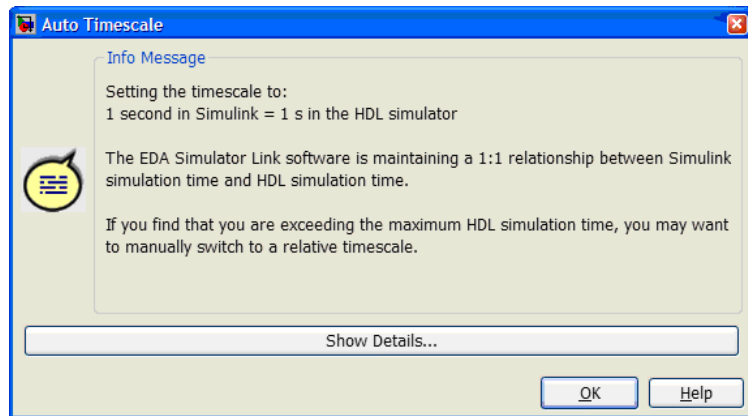 Auto Timescale
Info Message
Setting the timescale to:
1 second in Simulink = 1 s in the HDL simulator
The EDA Simulator Link software is maintaining a 1:1 relationship between Simulink
simulation time and HDL simulation time.
If you find that you are exceeding the maximum HDL simulation time, you may want
to manually switch to a relative timescale.
Show Details...
OK
Help